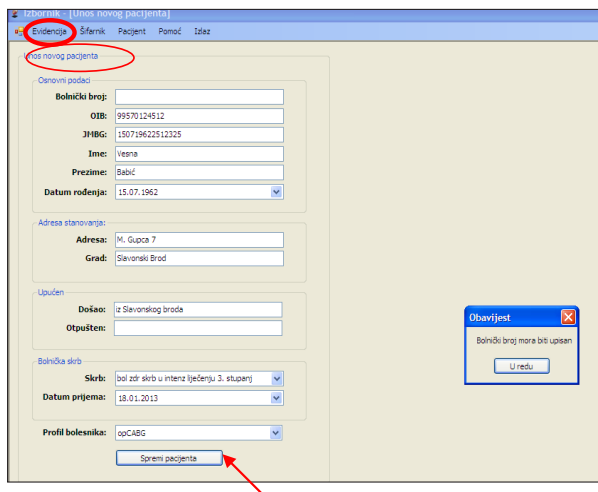 Izbornik - [Unos novog pacijenta]
Evidencija Šifarnik Pacijent Pomoć Izlaz
Unos novog pacijenta
Osnovni podaci
Bolnički broj:
OIB: 99570124512
JMBG: 150719622512325
Ime: Vesna
Prezime: Babić
Datum rođenja: 15.07.1962
Adresa stanovanja:
Adresa: M. Gupca 7
Grad: Slavonski Brod
Upućen
Došao: iz Slavonskog broda
Otpušten:
Obavijest
Bolnički broj mora biti upisan
U redu
Bolnička skrb
Skrb: bol zdr skrb u intenz liječenju 3. stupanj
Datum prijema: 18.01.2013
Profil bolesnika: opCABG
Spremi pacijenta